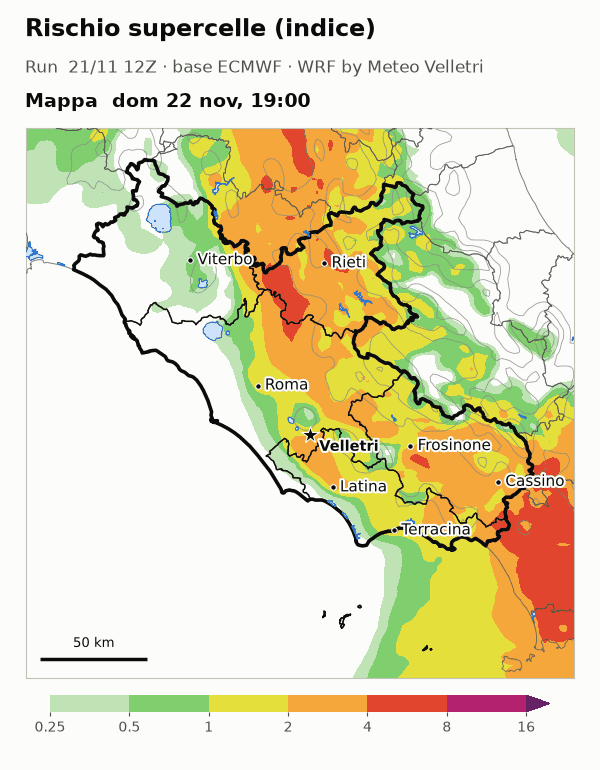 Rischio supercelle (indice)
Run  21/11 12Z · base ECMWF · WRF by Meteo Velletri
Mappa  dom 22 nov, 19:00
Viterbo
Rieti
Roma
Velletri
Frosinone
Cassino
Latina
Terracina
50 km
0.25 0.5 1 2 4 8 16